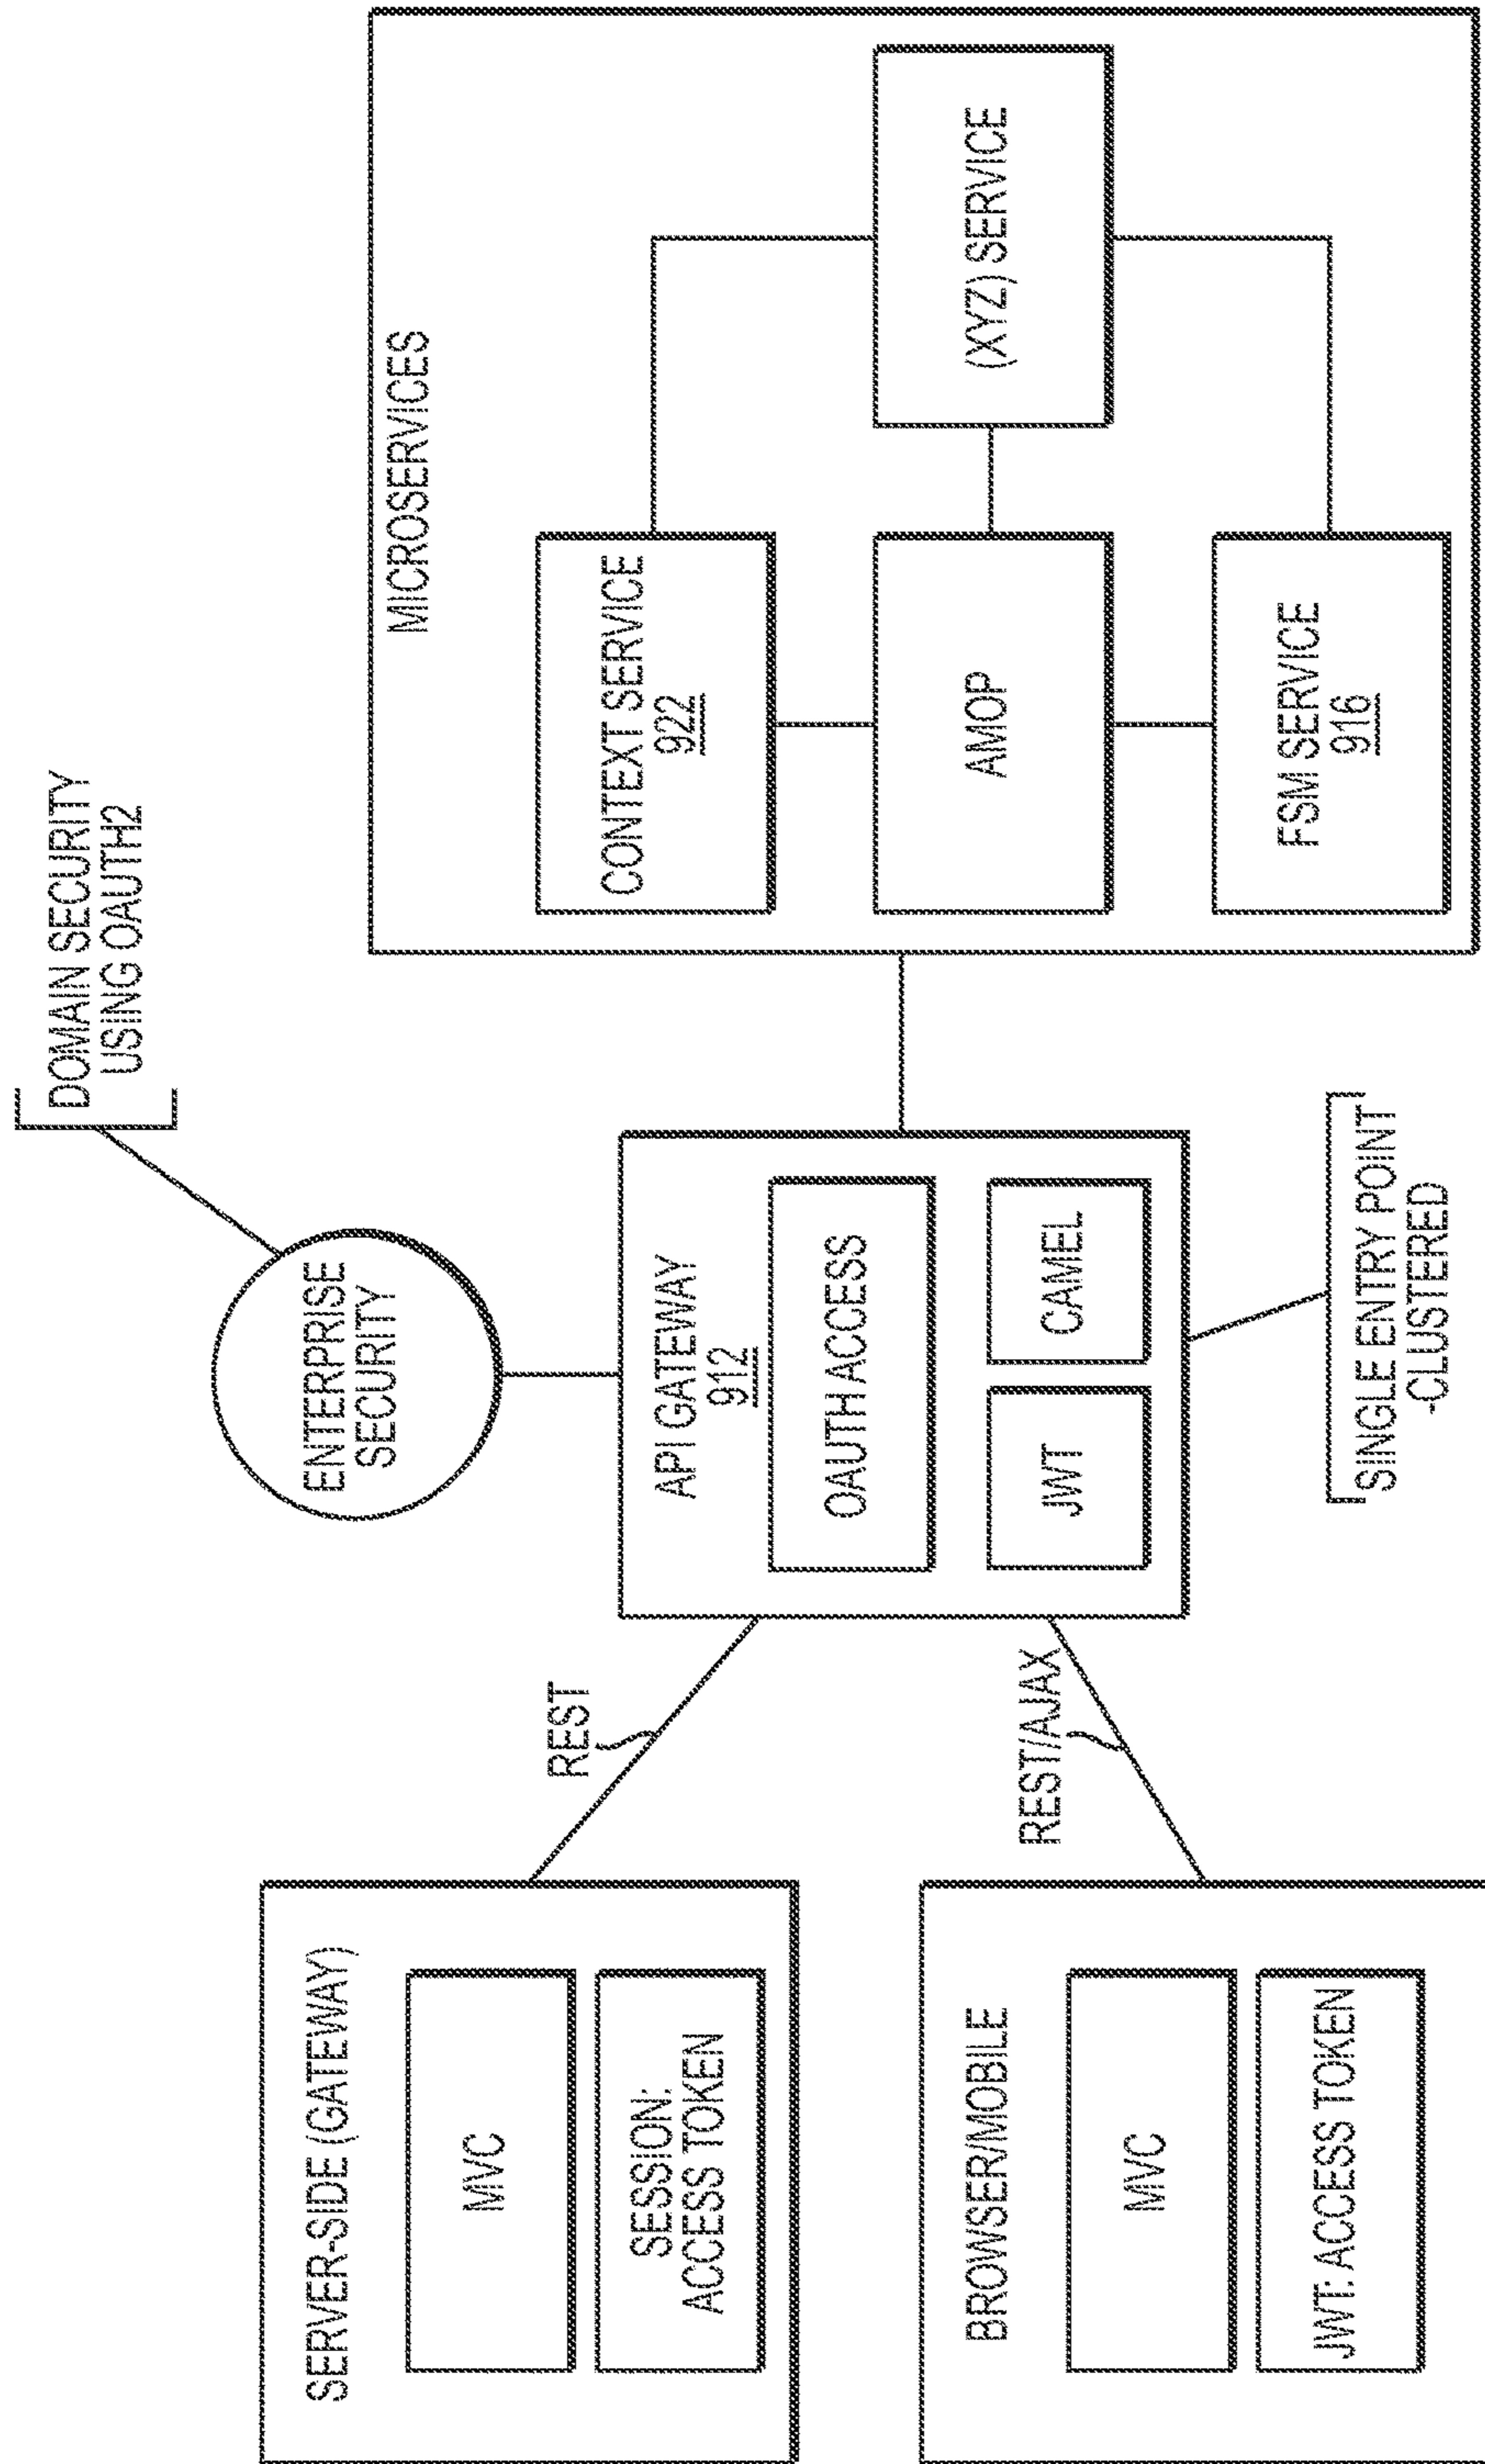 SERVER-SIDE (GATEWAY)
MVC
SESSION:
ACCESS TOKEN
BROWSER/MOBILE
MVC
JWT: ACCESS TOKEN
REST
REST/AJAX
ENTERPRISE
SECURITY
DOMAIN SECURITY
USING OAUTH2
API GATEWAY
912
OAUTH ACCESS
JWT
CAMEL
SINGLE ENTRY POINT
-CLUSTERED
MICROSERVICES
CONTEXT SERVICE
922
AMOP
FSM SERVICE
916
(XYZ) SERVICE